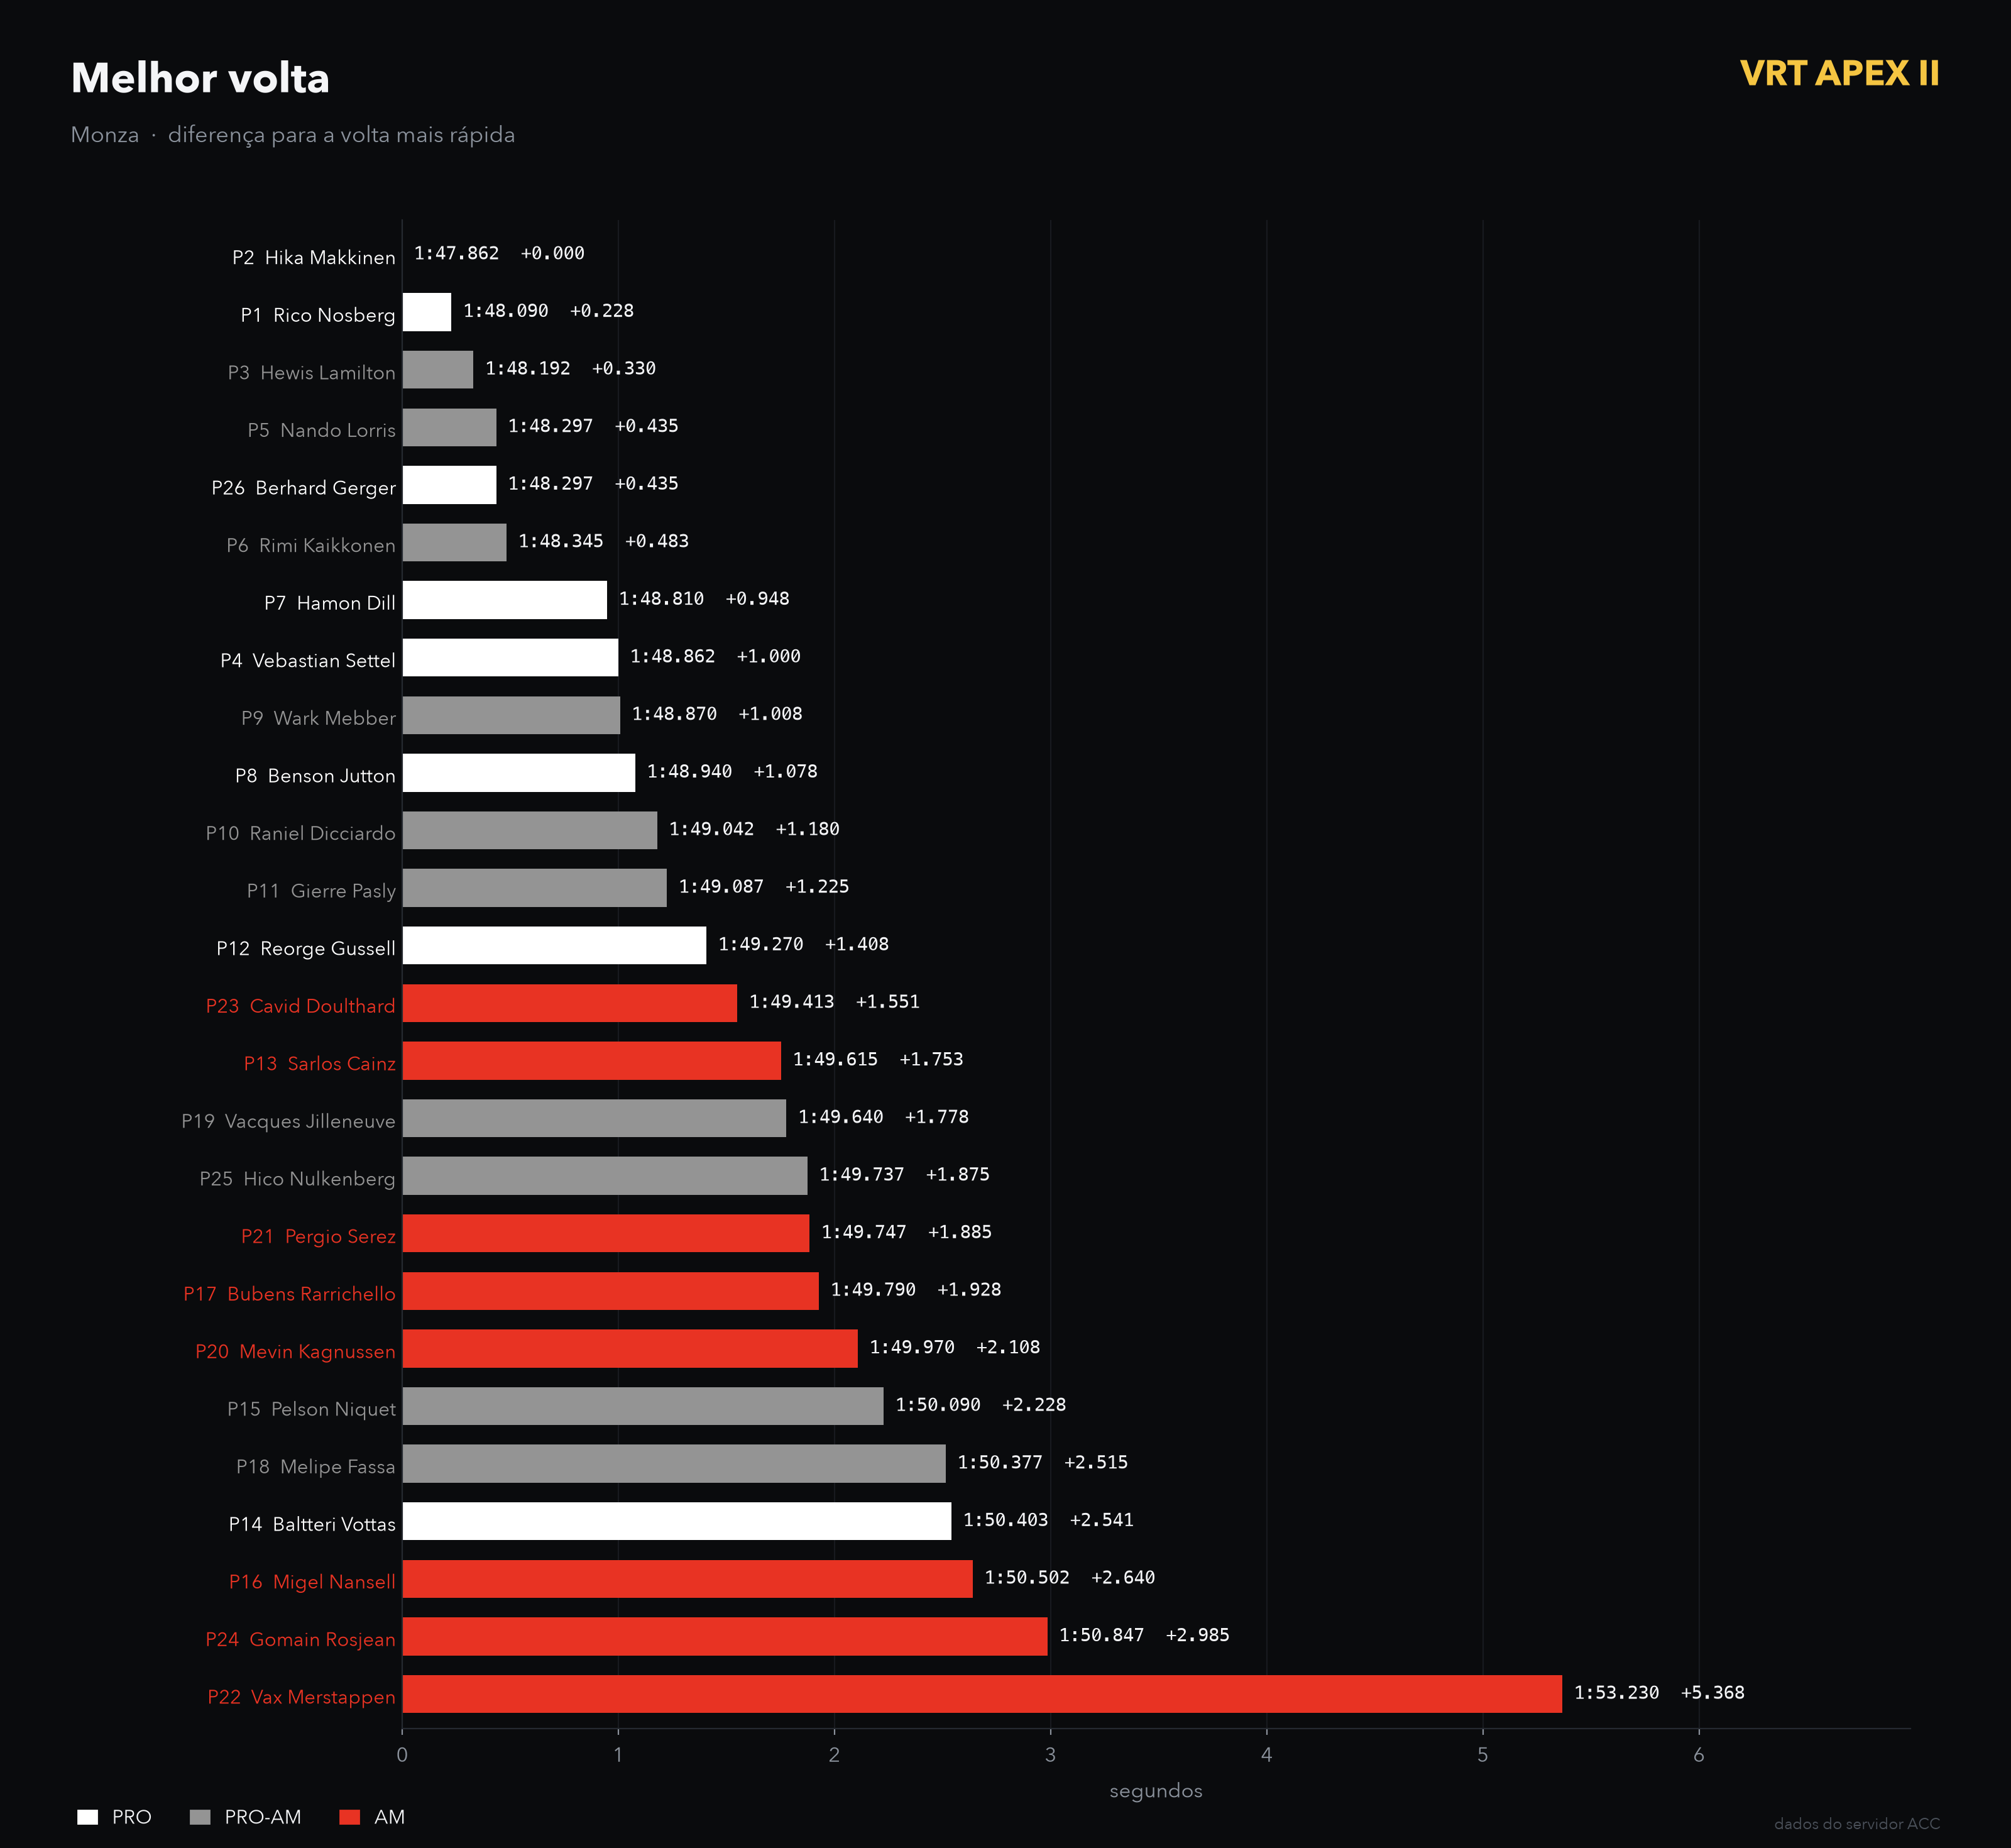 Melhor volta
VRT APEX II
Monza · diferença para a volta mais rápida
P2 Hika Makkinen 1:47.862 +0.000
P1 Rico Nosberg 1:48.090 +0.228
P3 Hewis Lamilton 1:48.192 +0.330
P5 Nando Lorris 1:48.297 +0.435
P26 Berhard Gerger 1:48.297 +0.435
P6 Rimi Kaikkonen 1:48.345 +0.483
P7 Hamon Dill 1:48.810 +0.948
P4 Vebastian Settel 1:48.862 +1.000
P9 Wark Mebber 1:48.870 +1.008
P8 Benson Jutton 1:48.940 +1.078
P10 Raniel Dicciardo 1:49.042 +1.180
P11 Gierre Pasly 1:49.087 +1.225
P12 Reorge Gussell 1:49.270 +1.408
P23 Cavid Doulthard 1:49.413 +1.551
P13 Sarlos Cainz 1:49.615 +1.753
P19 Vacques Jilleneuve 1:49.640 +1.778
P25 Hico Nulkenberg 1:49.737 +1.875
P21 Pergio Serez 1:49.747 +1.885
P17 Bubens Rarrichello 1:49.790 +1.928
P20 Mevin Kagnussen 1:49.970 +2.108
P15 Pelson Niquet 1:50.090 +2.228
P18 Melipe Fassa 1:50.377 +2.515
P14 Baltteri Vottas 1:50.403 +2.541
P16 Migel Nansell 1:50.502 +2.640
P24 Gomain Rosjean 1:50.847 +2.985
P22 Vax Merstappen 1:53.230 +5.368
0 1 2 3 4 5 6
segundos
PRO PRO-AM AM
dados do servidor ACC